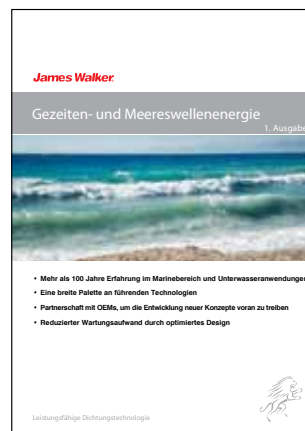 James Walker
Gezeiten- und Meereswellenenergie
1. Ausgabe
• Mehr als 100 Jahre Erfahrung im Marinebereich und Unterwasseranwendungen
• Eine breite Palette an führenden Technologien
• Partnerschaft mit OEMs, um die Entwicklung neuer Konzepte voran zu treiben
• Reduzierter Wartungsaufwand durch optimiertes Design
Leistungsfähige Dichtungstechnologie